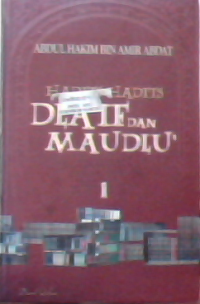 ABDUL HAKIM BIN AMIR ABDAT
HADITS HADITS
DLA'IF DAN
MAUDLU'
1